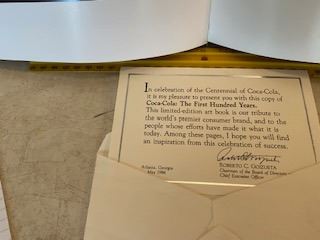 In celebration of the Centennial of Coca-Cola,
it is my pleasure to present you with this copy of
Coca-Cola: The First Hundred Years.
This limited-edition art book is our tribute to
the world's premier consumer brand, and to the
people whose efforts have made it what it is
today. Among these pages, I hope you will find
an inspiration from this celebration of success.
Atlanta, Georgia
May 1986
Roberto C. Goizueta
Chairman of the Board of Directors
Chief Executive Officer